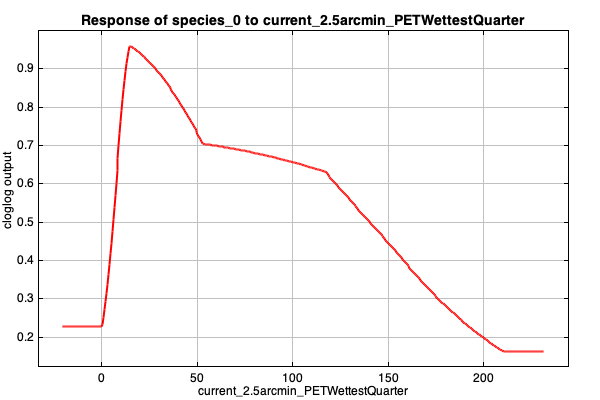 Response of species_0 to current_2.5arcmin_PETWettestQuarter
cloglog output
0.9
0.8
0.7
0.6
0.5
0.4
0.3
0.2
0 50 100 150 200
current_2.5arcmin_PETWettestQuarter